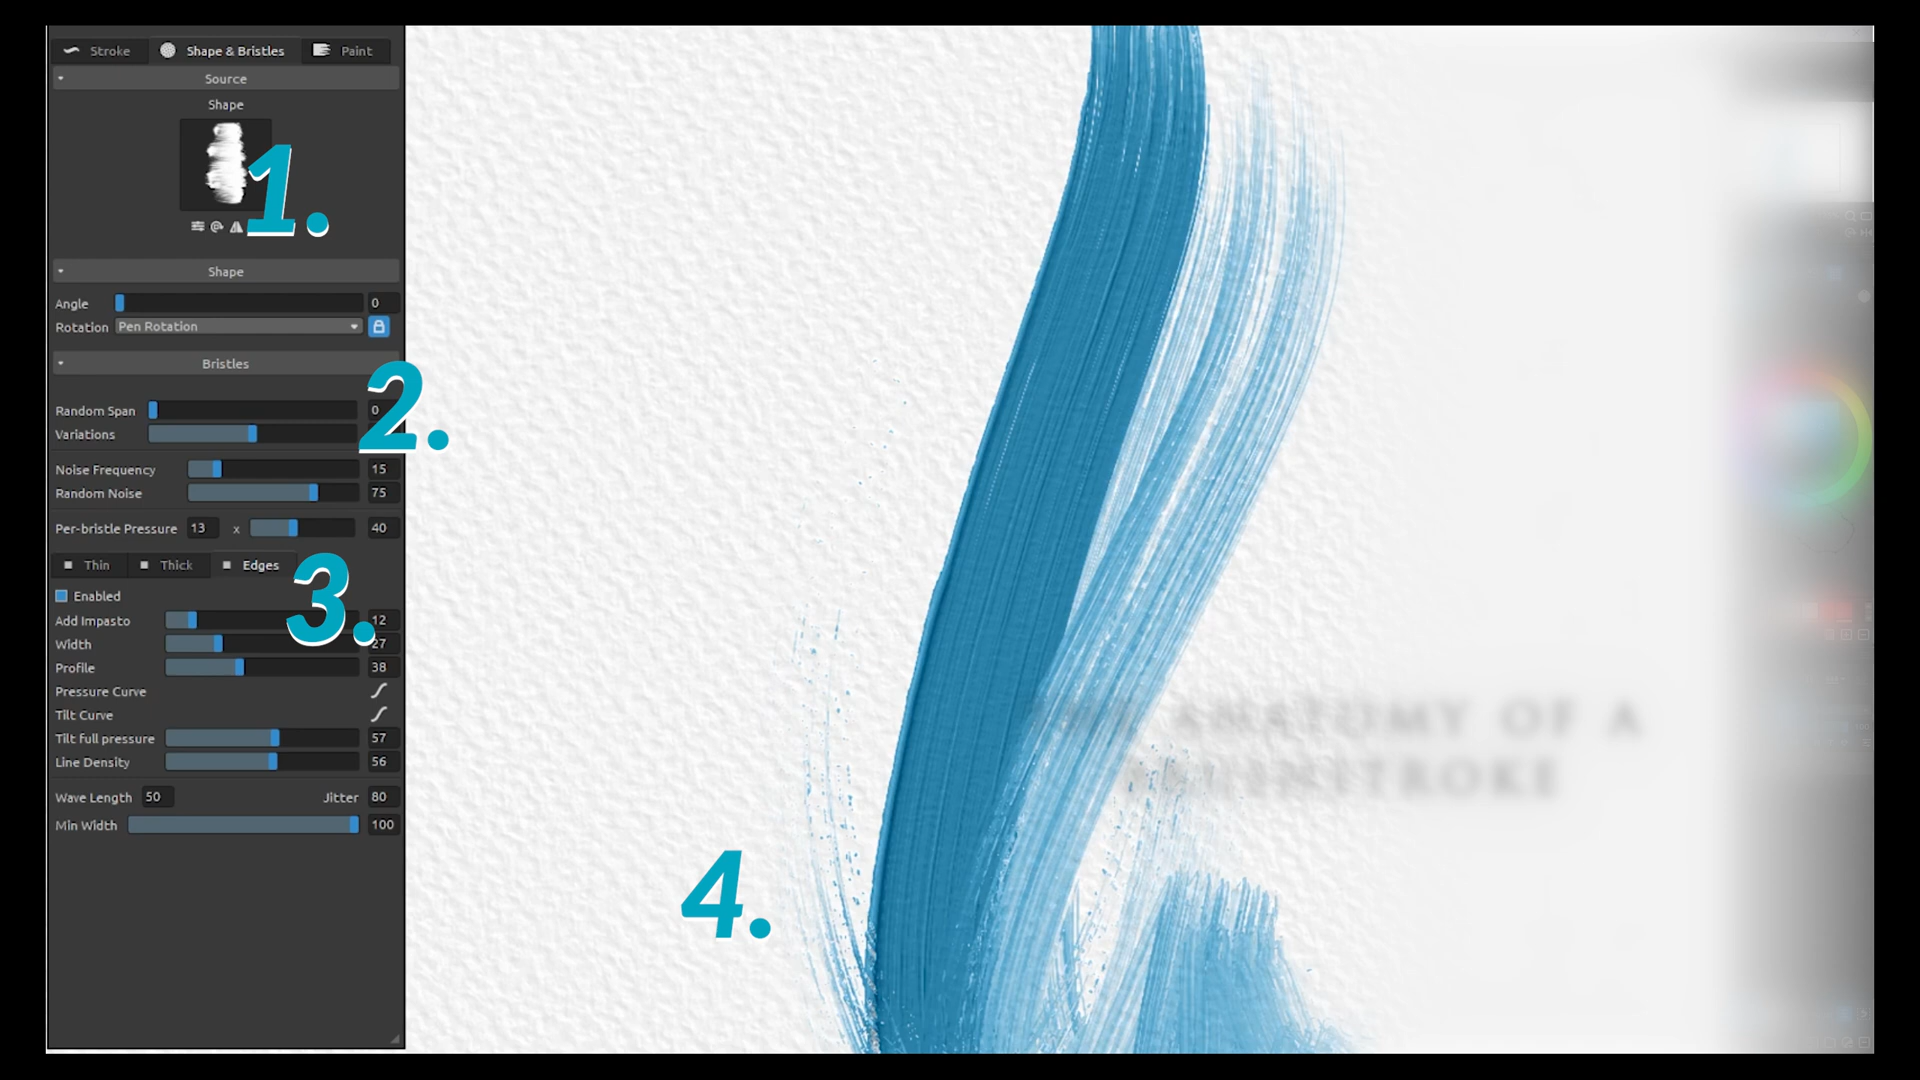 Stroke Shape & Bristles Paint
Source
Shape
1.
Shape
Angle 0
Rotation Pen Rotation
Bristles
2.
Random Span 0
Variations
Noise Frequency 15
Random Noise 75
Per-bristle Pressure 13 x 40
Thin Thick Edges
3.
Enabled
Add Impasto 12
Width 27
Profile 38
Pressure Curve
Tilt Curve
Tilt full pressure 57
Line Density 56
Wave Length 50 Jitter 80
Min Width 100
4.
ANATOMY OF A